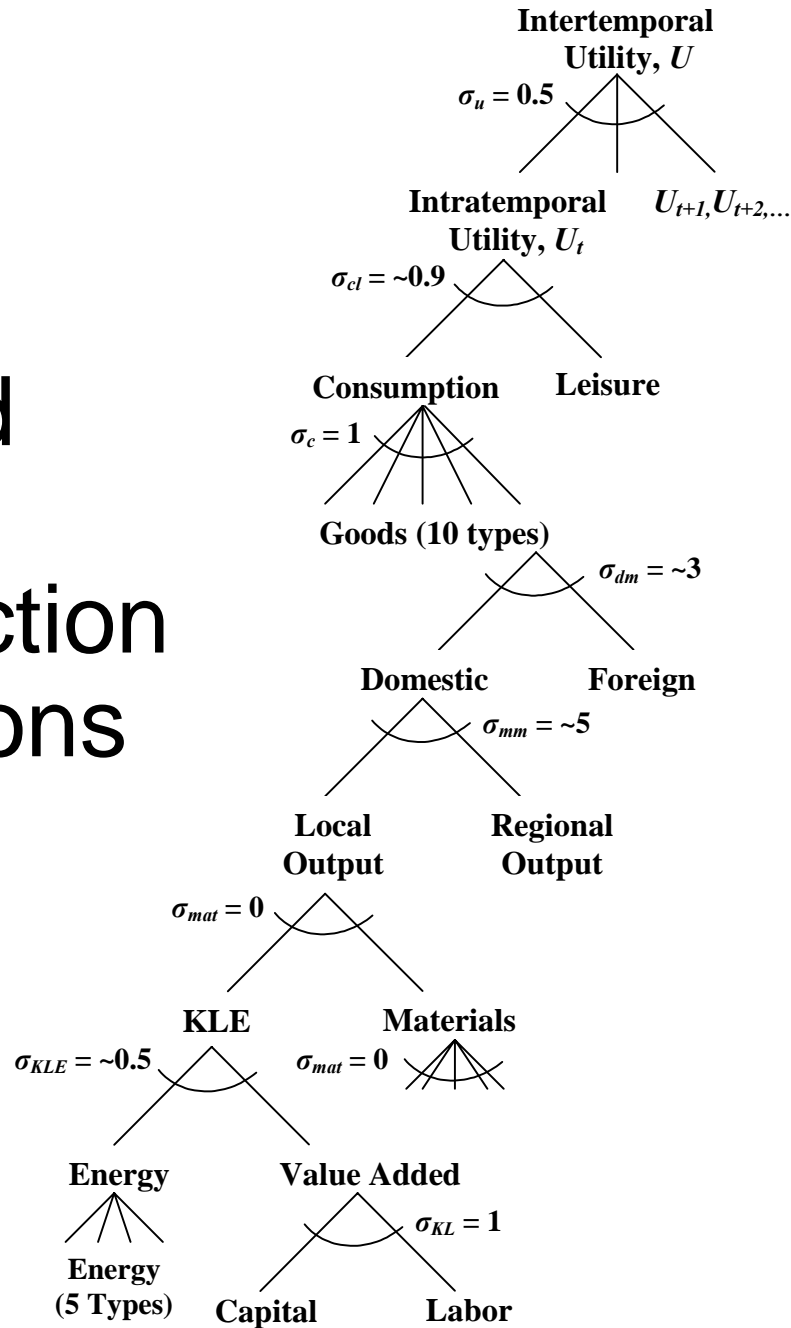 Intertemporal
Utility, U
σu = 0.5
Intratemporal
Utility, Ut
Ut+1,Ut+2,...
σcl = ~0.9
Consumption
Leisure
σc = 1
Goods (10 types)
σdm = ~3
ction
ons
Domestic
Foreign
σmm = ~5
Local
Output
Regional
Output
σmat = 0
KLE
Materials
σKLE = ~0.5
σmat = 0
Energy
Value Added
σKL = 1
Energy
(5 Types)
Capital
Labor